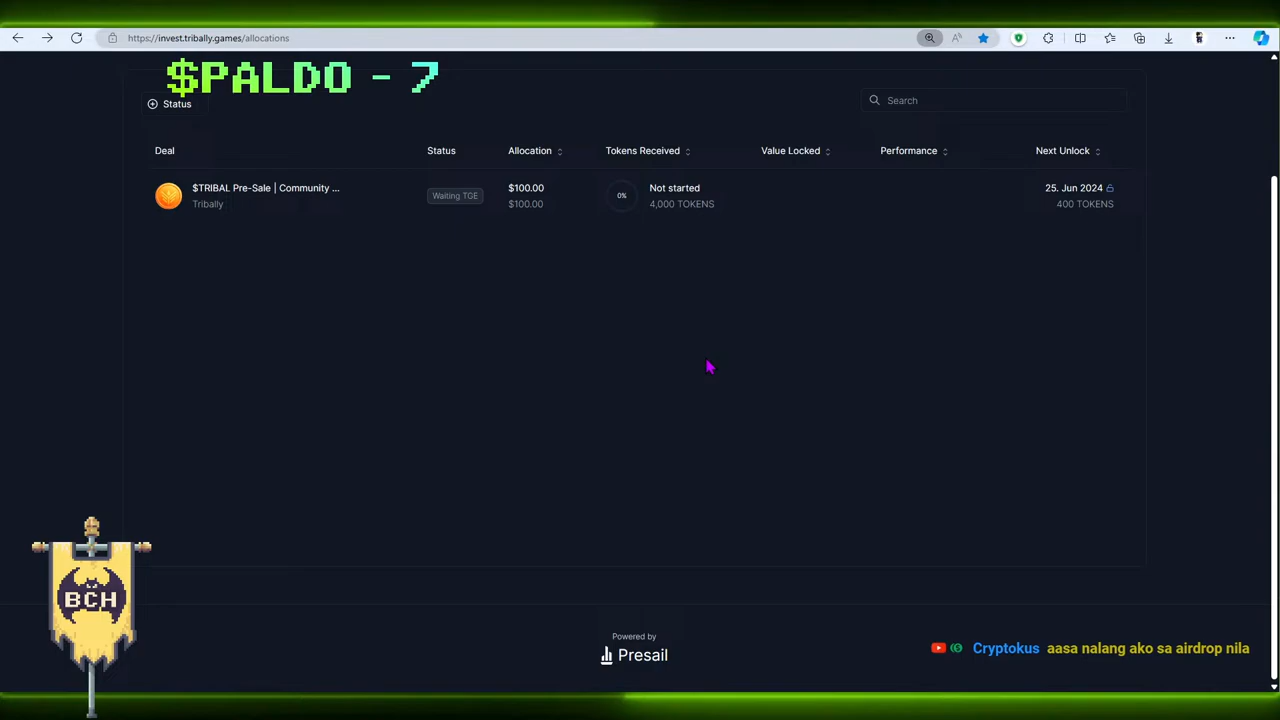 https://invest.tribally.games/allocations
$PALDO - 7
Status
Search
Deal Status Allocation Tokens Received Value Locked Performance Next Unlock
$TRIBAL Pre-Sale | Community ... Waiting TGE $100.00 0% Not started 25. Jun 2024
Tribally $100.00 4,000 TOKENS 400 TOKENS
BCH
Powered by
Presail
Cryptokus aasa nalang ako sa airdrop nila